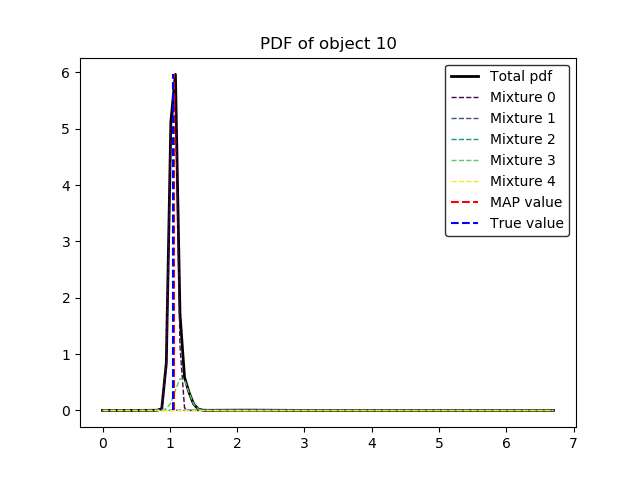 PDF of object 10
6
5
4
3
2
1
0
0 1 2 3 4 5 6 7
Total pdf
Mixture 0
Mixture 1
Mixture 2
Mixture 3
Mixture 4
MAP value
True value